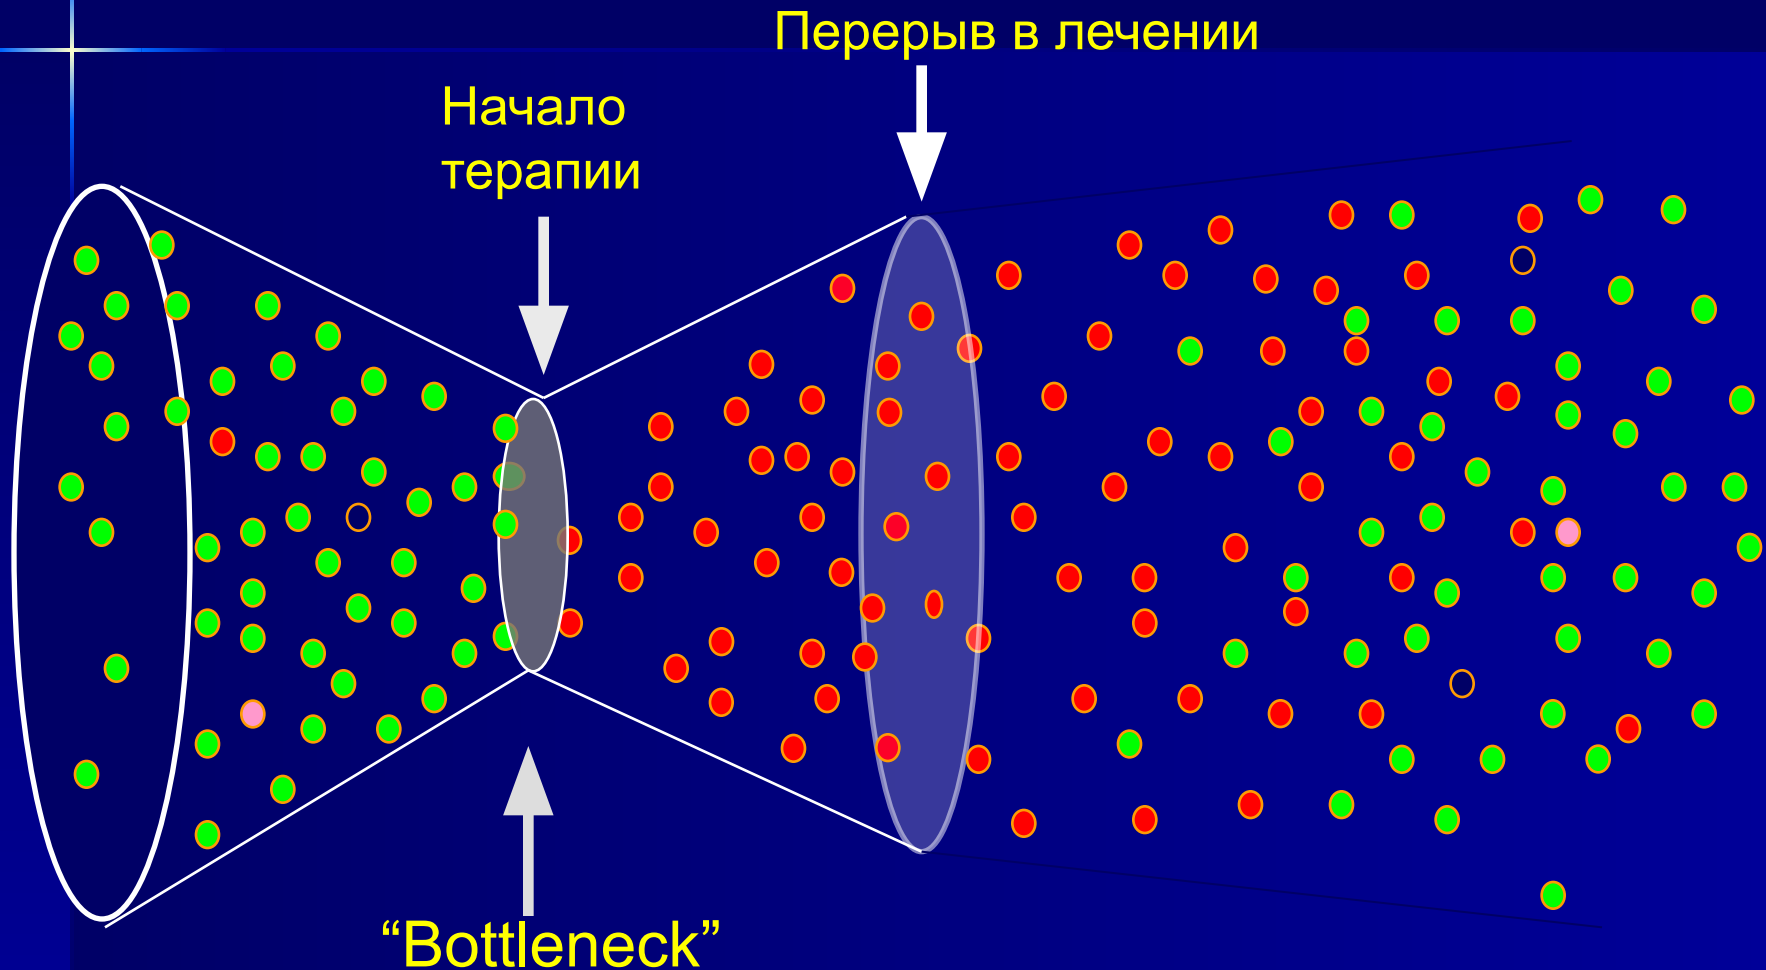 Перерыв в лечении
Начало
терапии
“Bottleneck”